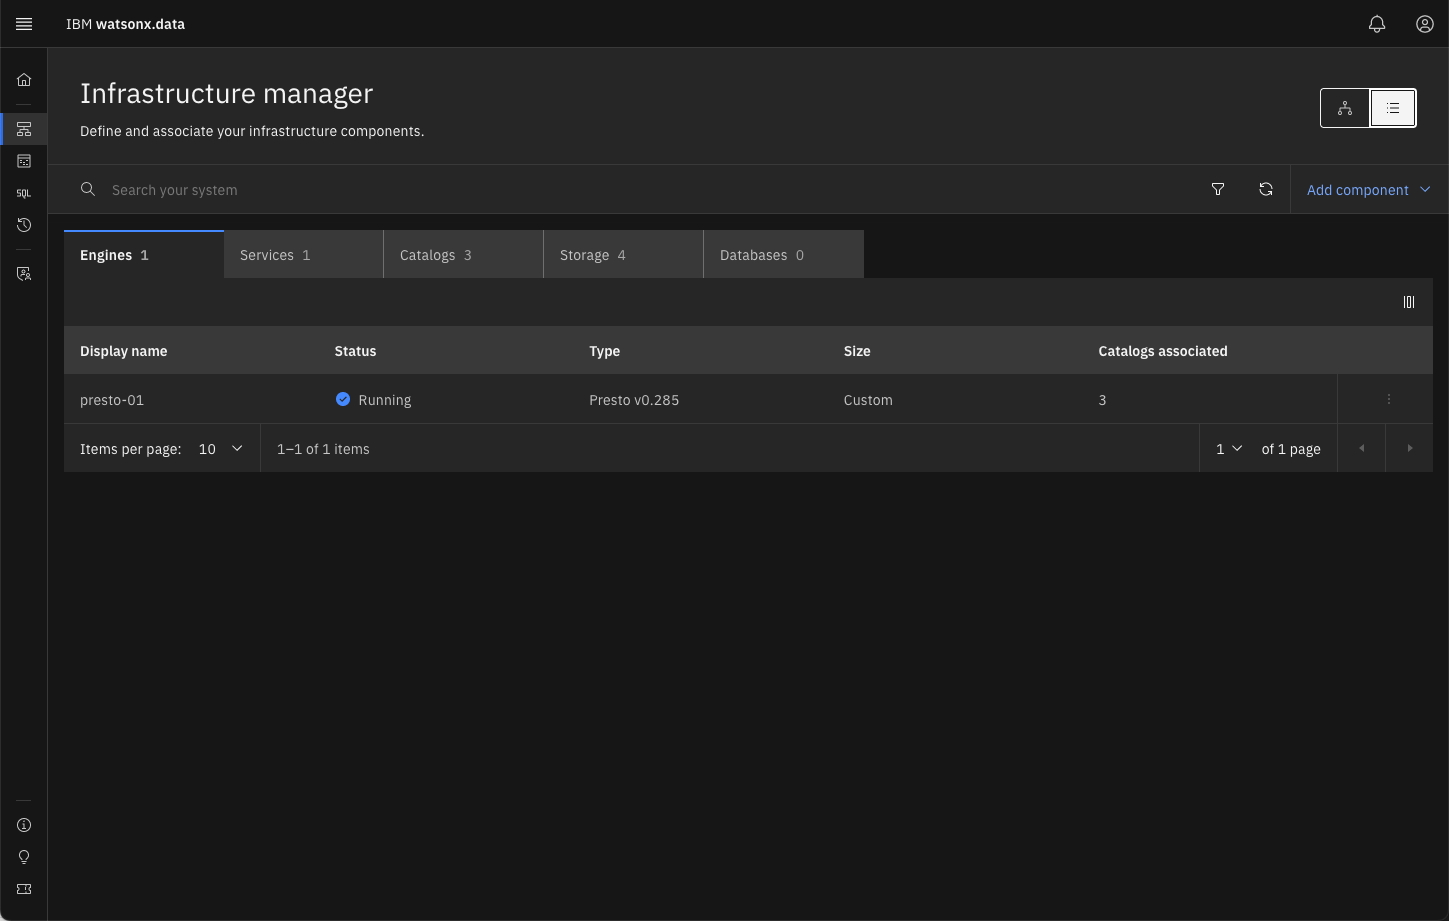 IBM watsonx.data
Infrastructure manager
Define and associate your infrastructure components.
Search your system
Add component
Engines 1
Services 1
Catalogs 3
Storage 4
Databases 0
Display name
Status
Type
Size
Catalogs associated
presto-01
Running
Presto v0.285
Custom
3
Items per page: 10
1–1 of 1 items
1
of 1 page
SQL